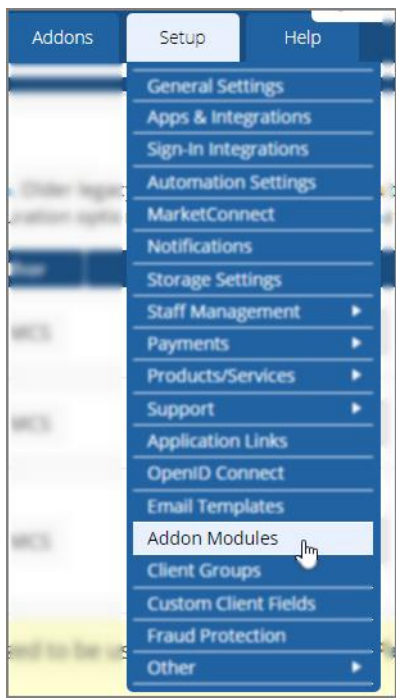 Addons Setup Help
General Settings
Apps & Integrations
Sign-In Integrations
Automation Settings
MarketConnect
Notifications
Storage Settings
Staff Management
Payments
Products/Services
Support
Application Links
OpenID Connect
Email Templates
Addon Modules
Client Groups
Custom Client Fields
Fraud Protection
Other